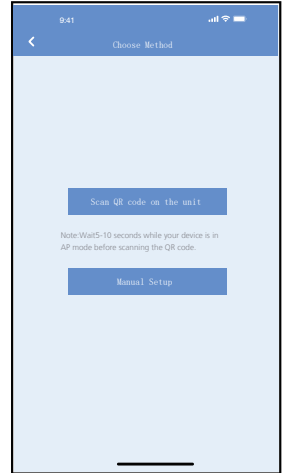 9:41
Choose Method
Scan QR code on the unit
Note:Wait5-10 seconds while your device is in
AP mode before scanning the QR code.
Manual Setup